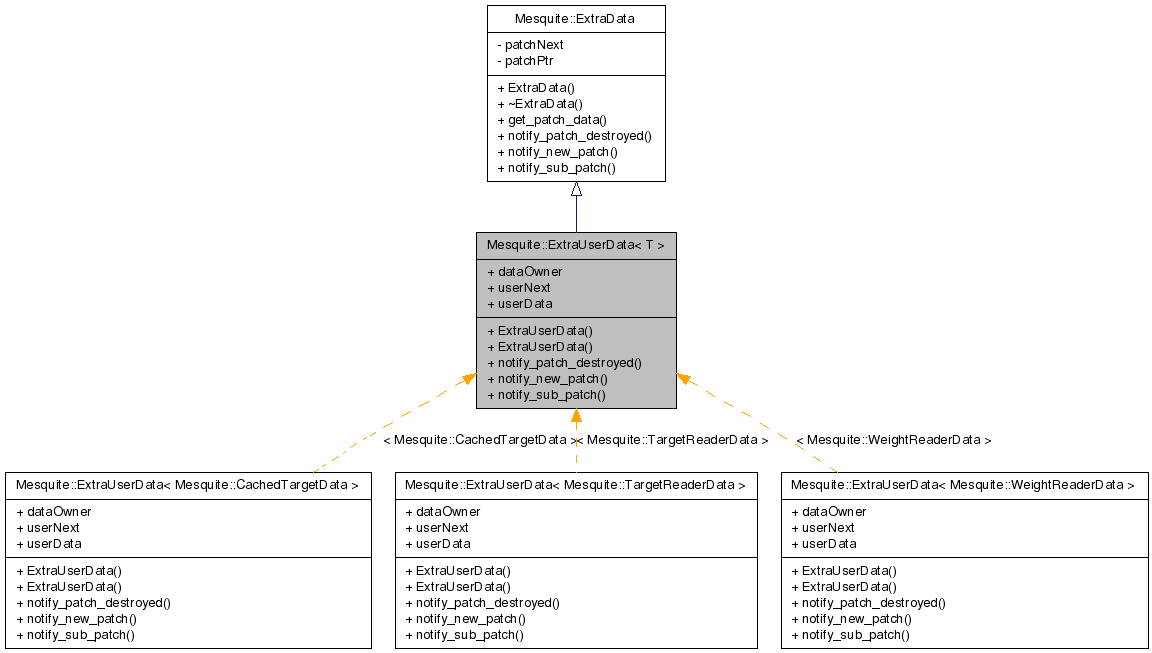 Mesquite::ExtraData
- patchNext
- patchPtr
+ ExtraData()
+ ~ExtraData()
+ get_patch_data()
+ notify_patch_destroyed()
+ notify_new_patch()
+ notify_sub_patch()
Mesquite::ExtraUserData< T >
+ dataOwner
+ userNext
+ userData
+ ExtraUserData()
+ ExtraUserData()
+ notify_patch_destroyed()
+ notify_new_patch()
+ notify_sub_patch()
< Mesquite::CachedTargetData >
< Mesquite::TargetReaderData >
< Mesquite::WeightReaderData >
Mesquite::ExtraUserData< Mesquite::CachedTargetData >
+ dataOwner
+ userNext
+ userData
+ ExtraUserData()
+ ExtraUserData()
+ notify_patch_destroyed()
+ notify_new_patch()
+ notify_sub_patch()
Mesquite::ExtraUserData< Mesquite::TargetReaderData >
+ dataOwner
+ userNext
+ userData
+ ExtraUserData()
+ ExtraUserData()
+ notify_patch_destroyed()
+ notify_new_patch()
+ notify_sub_patch()
Mesquite::ExtraUserData< Mesquite::WeightReaderData >
+ dataOwner
+ userNext
+ userData
+ ExtraUserData()
+ ExtraUserData()
+ notify_patch_destroyed()
+ notify_new_patch()
+ notify_sub_patch()